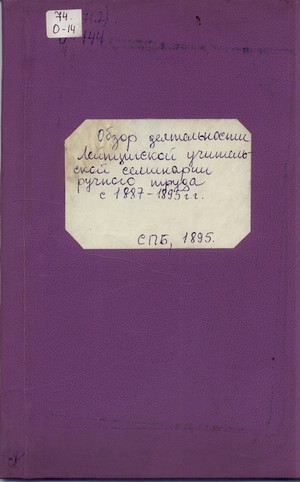 74.
О-14
Обзор деятельности
Лейпцигской учитель-
ской семинарии
ручного труда
с 1887-1895 гг.
СПБ, 1895.